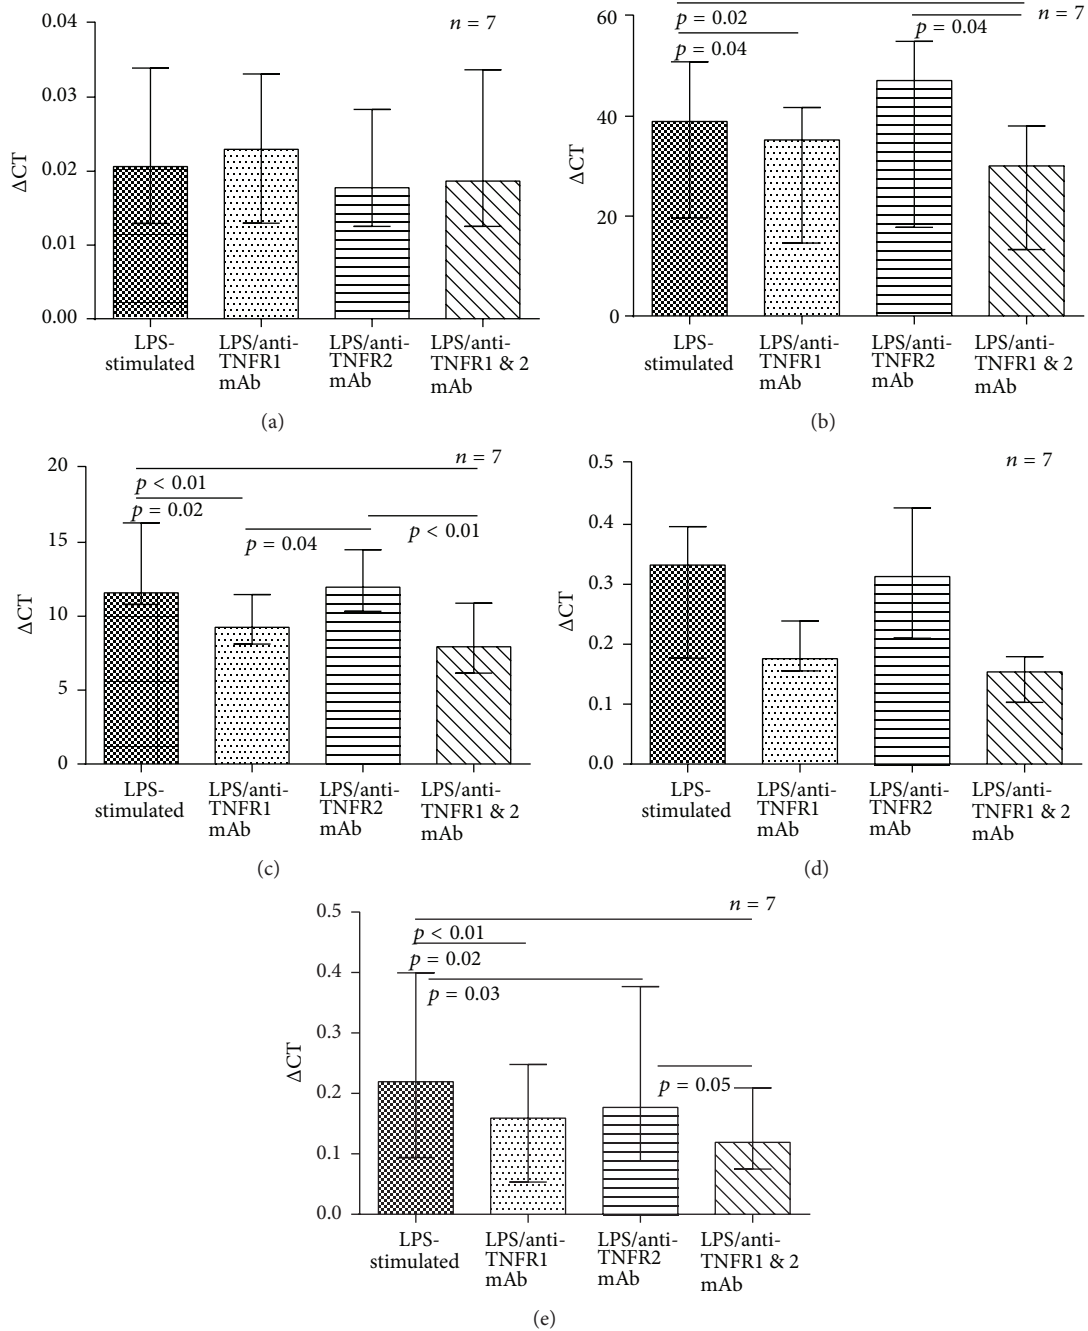 0.04
n = 7
0.03
0.02
0.01
0.00
ΔCT
LPS-
stimulated
LPS/anti-
TNFR1
mAb
LPS/anti-
TNFR2
mAb
LPS/anti-
TNFR1 & 2
mAb
(a)
60
n = 7
p = 0.02
p = 0.04
p = 0.04
40
20
0
ΔCT
LPS-
stimulated
LPS/anti-
TNFR1
mAb
LPS/anti-
TNFR2
mAb
LPS/anti-
TNFR1 & 2
mAb
(b)
20
n = 7
p < 0.01
p = 0.02
p = 0.04
p < 0.01
15
10
5
0
ΔCT
LPS-
stimulated
LPS/anti-
TNFR1
mAb
LPS/anti-
TNFR2
mAb
LPS/anti-
TNFR1 & 2
mAb
(c)
0.5
n = 7
0.4
0.3
0.2
0.1
0.0
ΔCT
LPS-
stimulated
LPS/anti-
TNFR1
mAb
LPS/anti-
TNFR2
mAb
LPS/anti-
TNFR1 & 2
mAb
(d)
0.5
n = 7
p < 0.01
p = 0.02
p = 0.03
p = 0.05
0.4
0.3
0.2
0.1
0.0
ΔCT
LPS-
stimulated
LPS/anti-
TNFR1
mAb
LPS/anti-
TNFR2
mAb
LPS/anti-
TNFR1 & 2
mAb
(e)